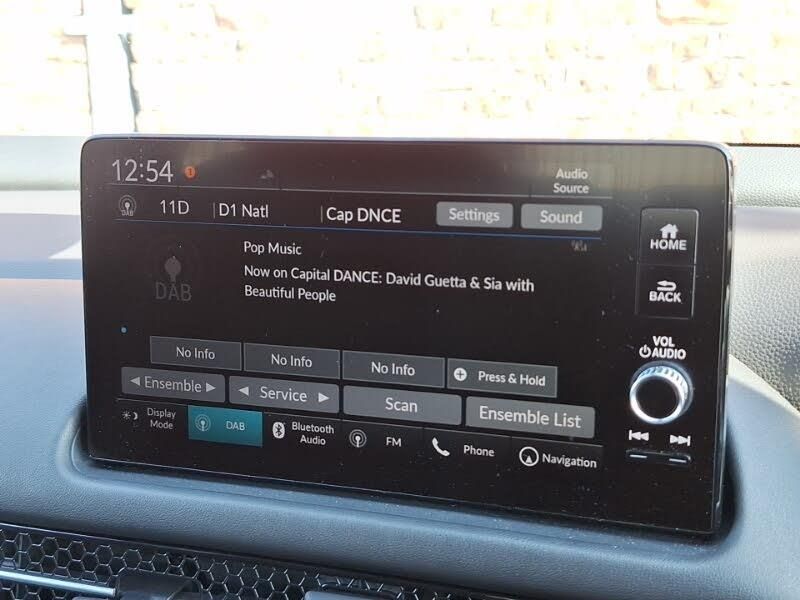 12:54 1
Audio
Source
DAB 11D D1 Natl Cap DNCE Settings Sound
Pop Music
Now on Capital DANCE: David Guetta & Sia with
Beautiful People
DAB
HOME
BACK
VOL
AUDIO
No Info No Info No Info Press & Hold
Ensemble Service Scan Ensemble List
Display
Mode
DAB
Bluetooth
Audio
FM
Phone
Navigation